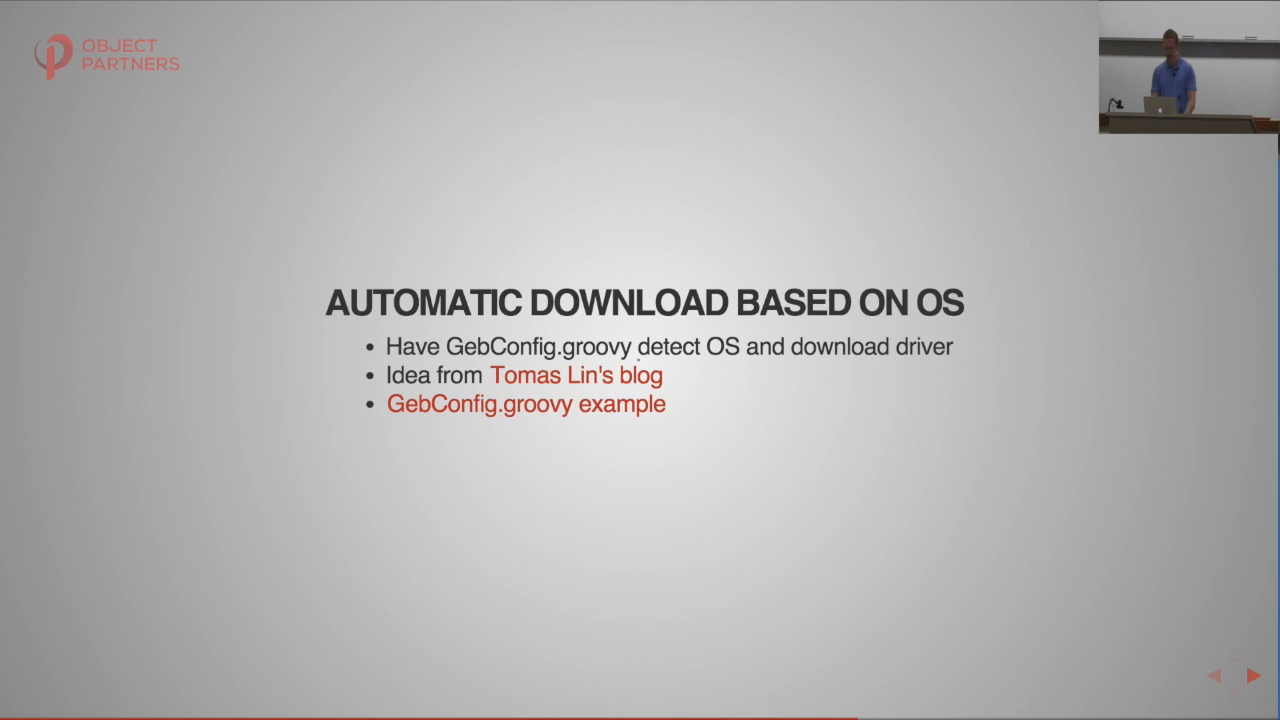 OBJECT
PARTNERS
AUTOMATIC DOWNLOAD BASED ON OS
• Have GebConfig.groovy detect OS and download driver
• Idea from Tomas Lin's blog
• GebConfig.groovy example